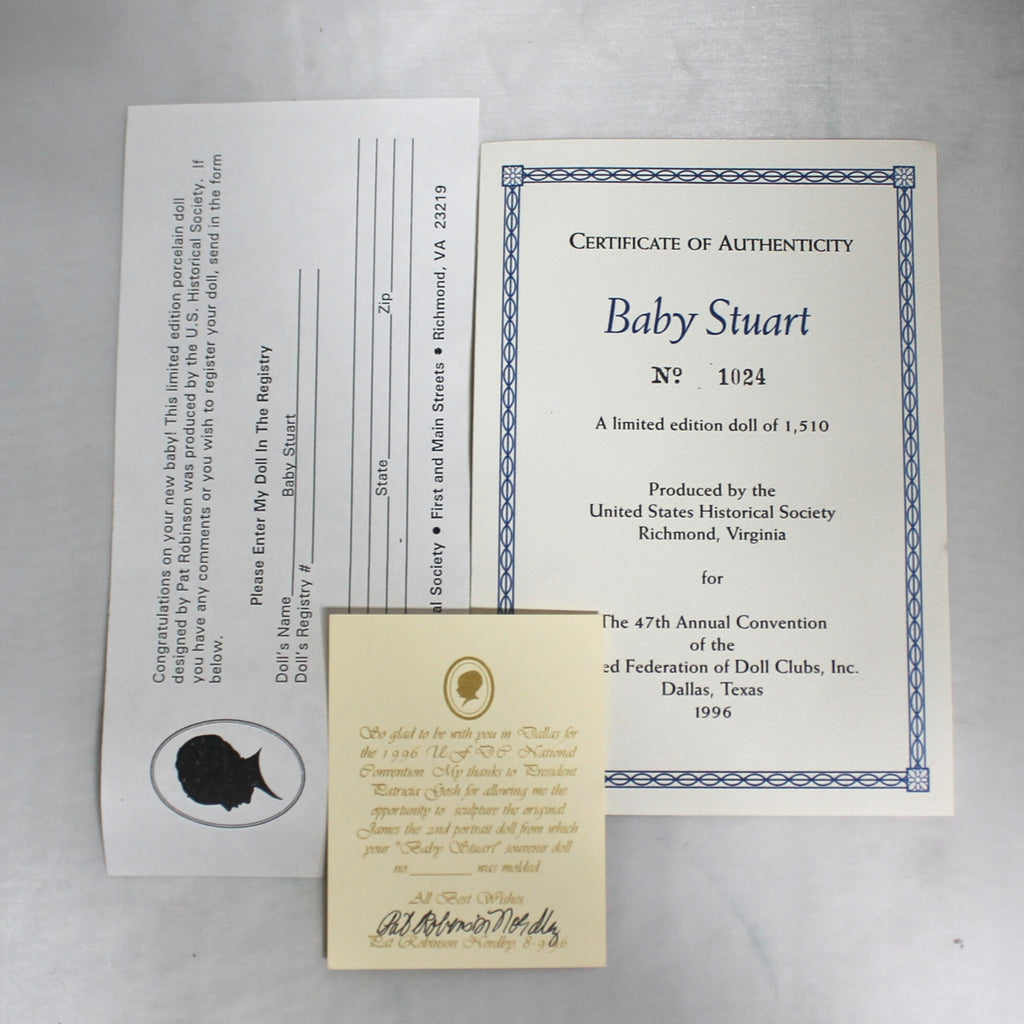 Congratulations on your new baby! This limited edition porcelain doll
designed by Pat Robinson was produced by the U.S. Historical Society. If
you have any comments or you wish to register your doll, send in the form
below.
Please Enter My Doll In The Registry
Doll's Name Baby Stuart
Doll's Registry #
State Zip
al Society • First and Main Streets • Richmond, VA 23219
CERTIFICATE OF AUTHENTICITY
Baby Stuart
Nº 1024
A limited edition doll of 1,510
Produced by the
United States Historical Society
Richmond, Virginia
for
The 47th Annual Convention
of the
ed Federation of Doll Clubs, Inc.
Dallas, Texas
1996
So glad to be with you in Dallas for
the 1996 U.F.D.C National
Convention. My thanks to President
Patricia Gosh for allowing me the
opportunity to sculpture the original
James the 2nd portrait doll from which
your "Baby Stuart" souvenir doll
no. was molded.
All Best Wishes,
Pat Robinson Nordby
Pat Robinson Nordby, 8-9-96